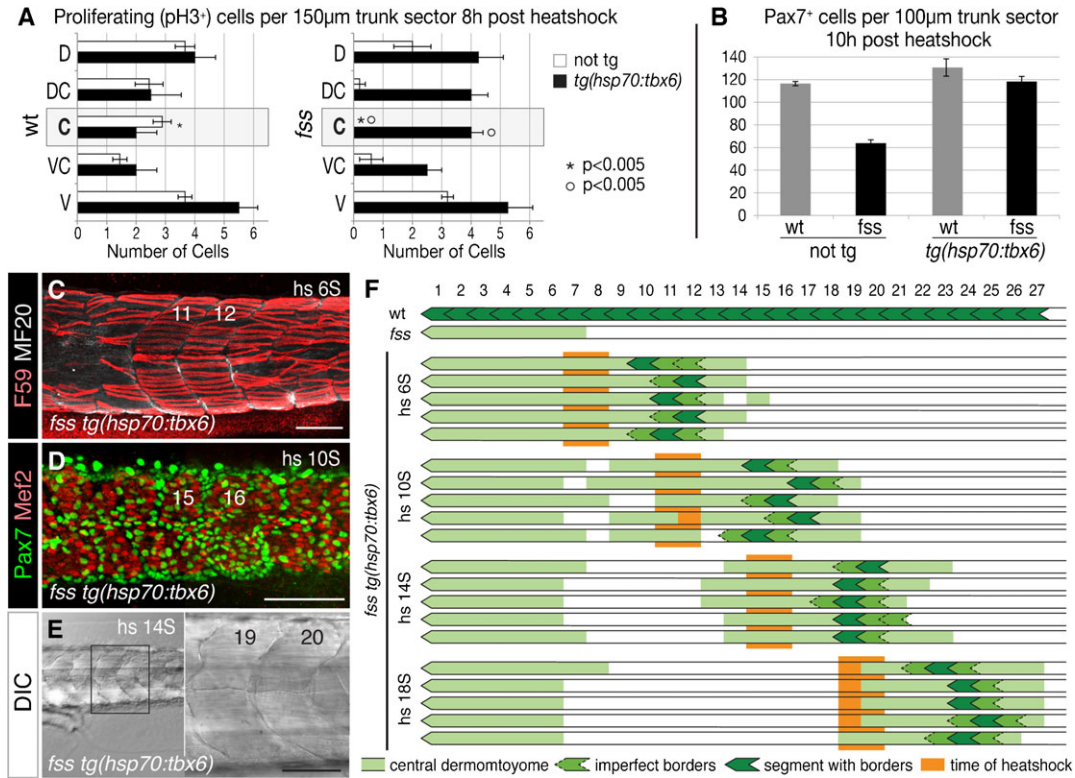 A Proliferating (pH3+) Cells per 150µm trunk sector 8h post heatshock
wt
D
DC
C
VC
V
*
0 1 2 3 4 5 6
Number of Cells
fss
D
DC
C
VC
V
* ○
○
0 1 2 3 4 5 6
Number of Cells
not tg
tg(hsp70:tbx6)
* p<0.005
○ p<0.005
B Pax7+ cells per 100µm trunk sector
10h post heatshock
140
120
100
80
60
40
20
0
wt fss wt fss
not tg tg(hsp70:tbx6)
C
hs 6S
11 12
F59 MF20
fss tg(hsp70:tbx6)
D
hs 10S
15 16
Pax7 Mef2
fss tg(hsp70:tbx6)
E
hs 14S
19 20
DIC
fss tg(hsp70:tbx6)
F
1 2 3 4 5 6 7 8 9 10 11 12 13 14 15 16 17 18 19 20 21 22 23 24 25 26 27
wt
fss
fss tg(hsp70:tbx6)
hs 6S
hs 10S
hs 14S
hs 18S
central dermomtoyome imperfect borders segment with borders time of heatshock